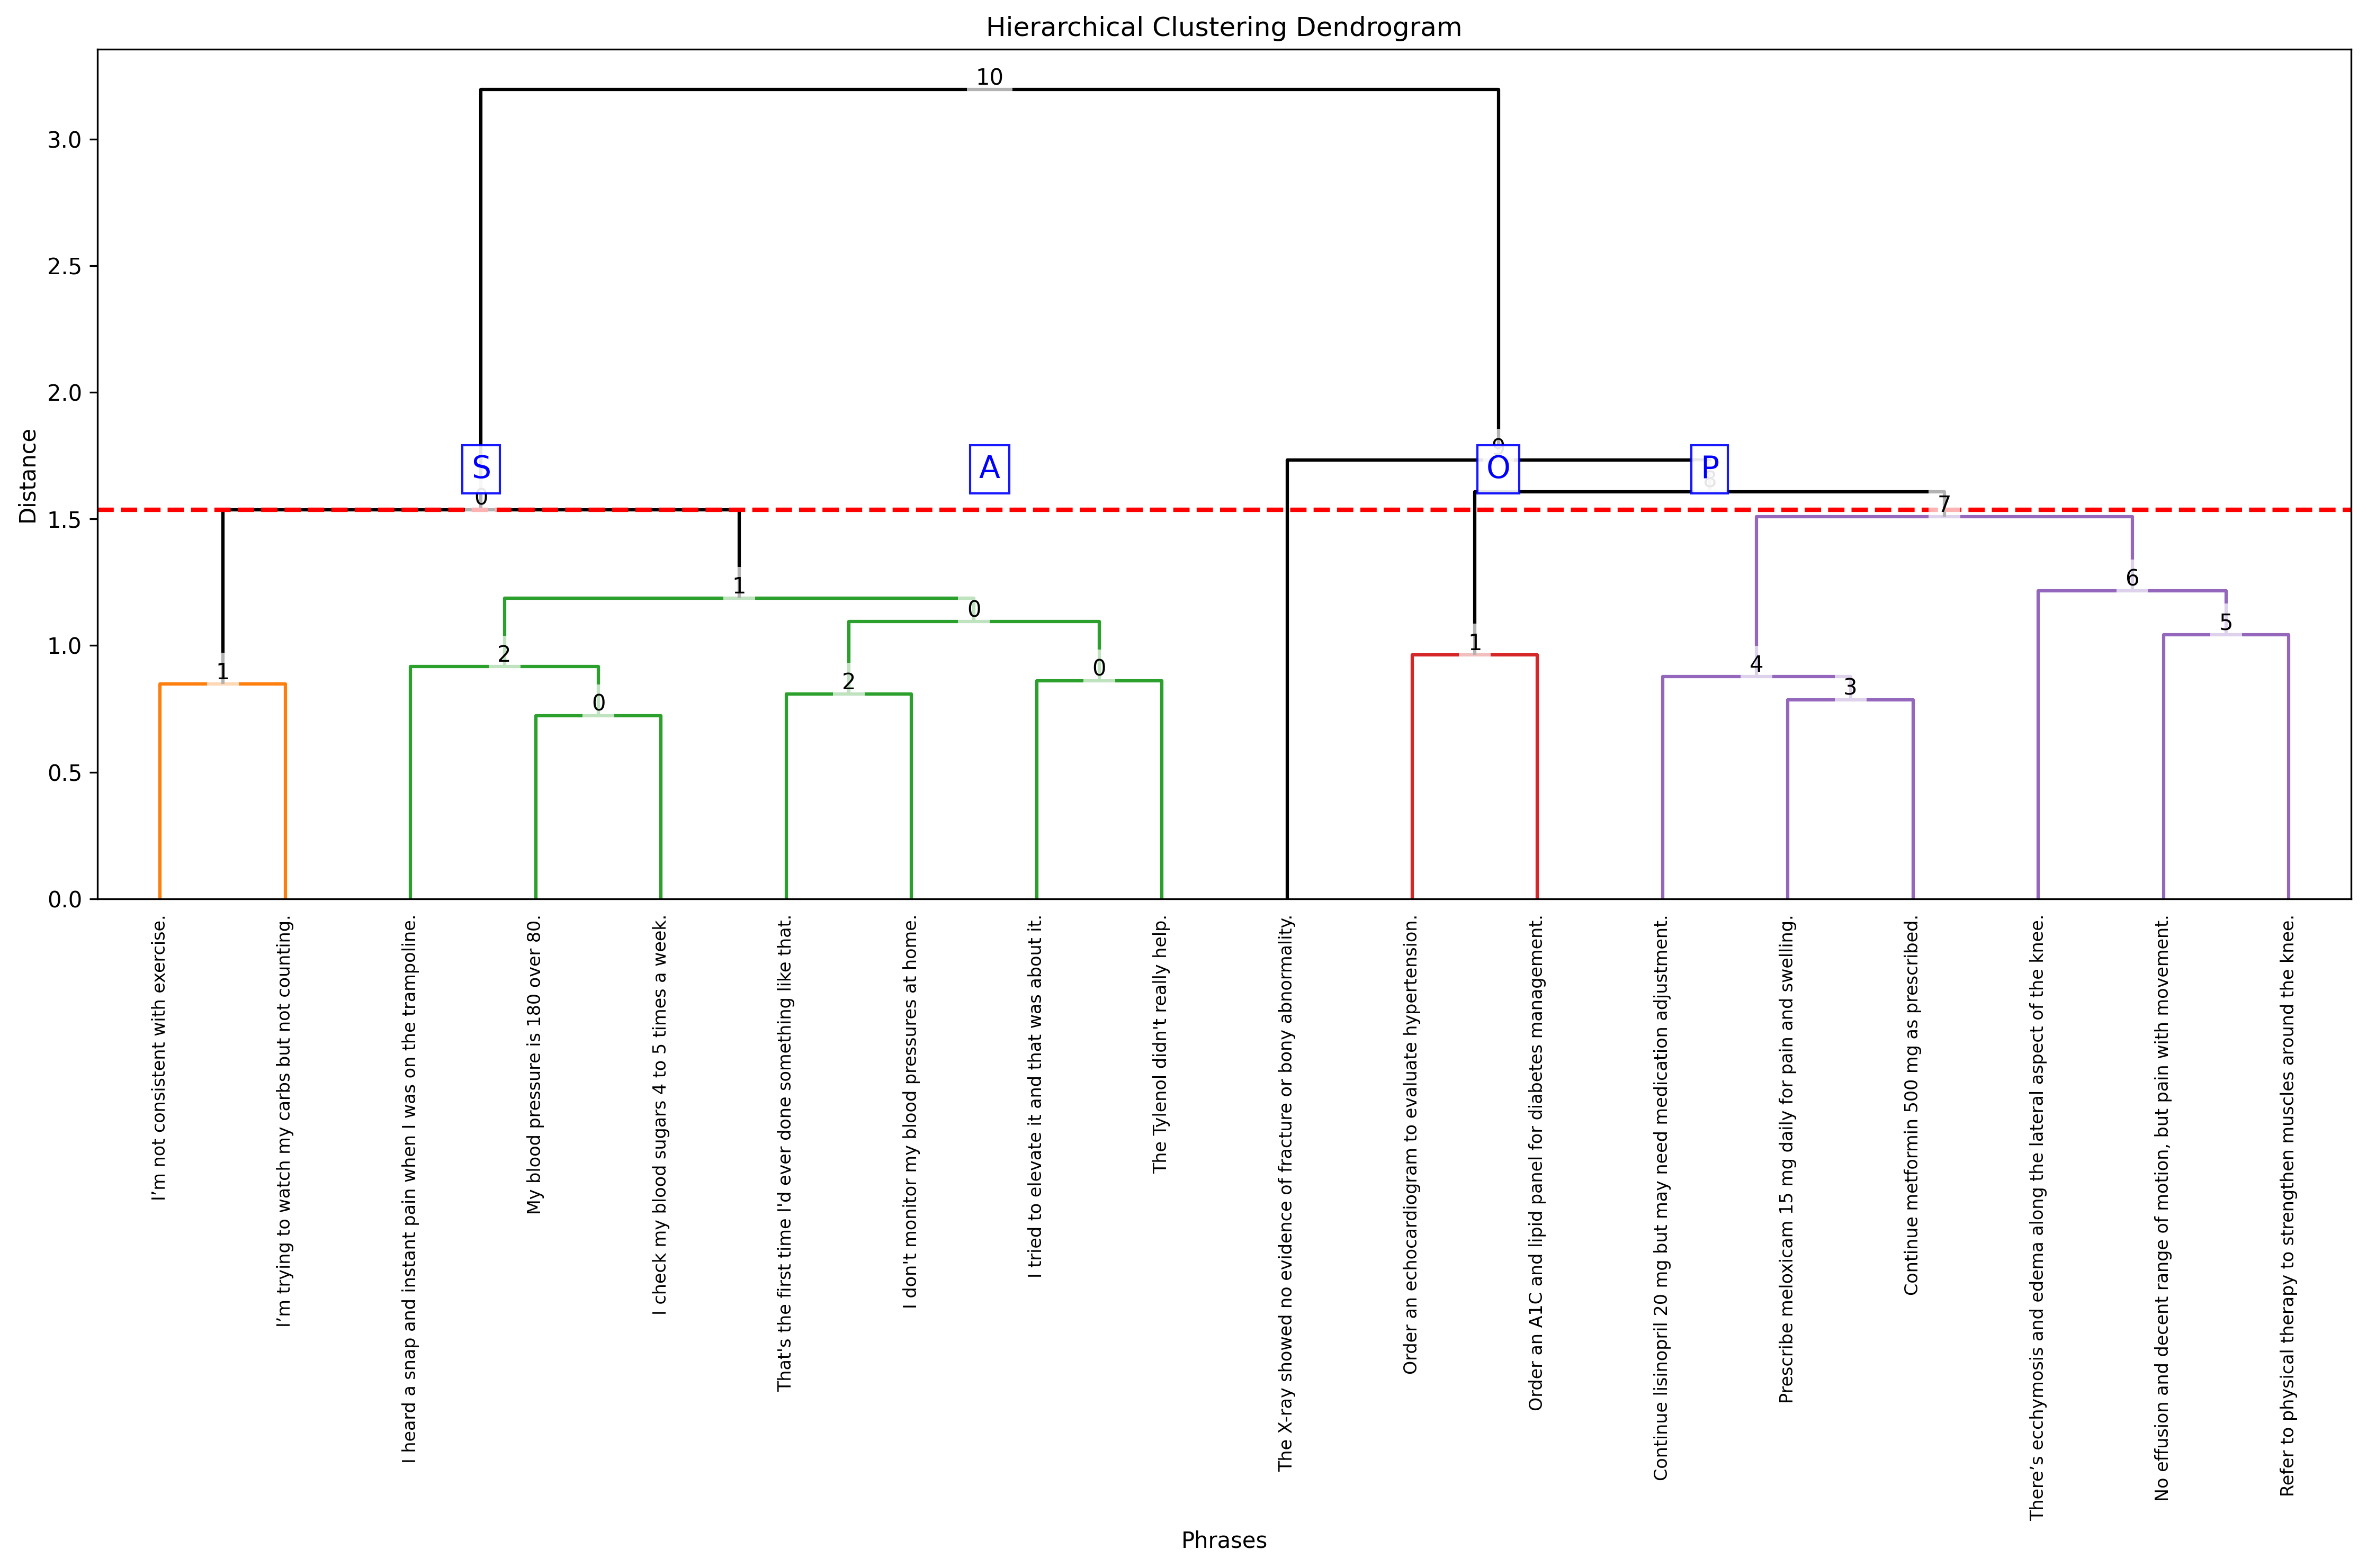 Hierarchical Clustering Dendrogram
10
3.0
2.5
2.0
Distance
S
A
O
P
9
8
0
1.5
7
1
6
0
5
1.0
2
1
4
1
0
3
2
0
0.5
0.0
I’m not consistent with exercise.
I’m trying to watch my carbs but not counting.
I heard a snap and instant pain when I was on the trampoline.
My blood pressure is 180 over 80.
I check my blood sugars 4 to 5 times a week.
That's the first time I'd ever done something like that.
I don't monitor my blood pressures at home.
I tried to elevate it and that was about it.
The Tylenol didn't really help.
The X-ray showed no evidence of fracture or bony abnormality.
Order an echocardiogram to evaluate hypertension.
Order an A1C and lipid panel for diabetes management.
Continue lisinopril 20 mg but may need medication adjustment.
Prescribe meloxicam 15 mg daily for pain and swelling.
Continue metformin 500 mg as prescribed.
There’s ecchymosis and edema along the lateral aspect of the knee.
No effusion and decent range of motion, but pain with movement.
Refer to physical therapy to strengthen muscles around the knee.
Phrases